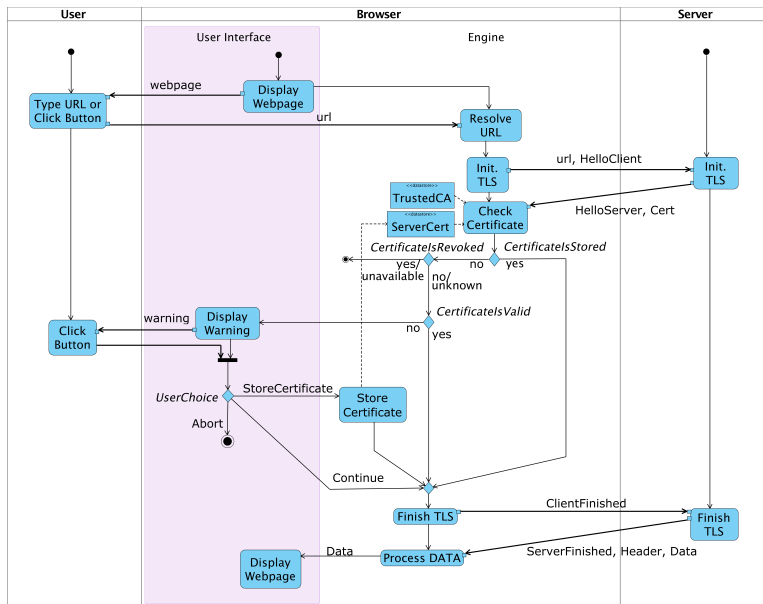 User
Browser
Server
User Interface
Engine
webpage
Display
Webpage
Type URL or
Click Button
url
Resolve
URL
url, HelloClient
Init.
TLS
Init.
TLS
<<datastore>>
TrustedCA
HelloServer, Cert
Check
Certificate
<<datastore>>
ServerCert
CertificateIsRevoked
CertificateIsStored
yes/
unavailable
no
yes
no/
unknown
CertificateIsValid
no
yes
warning
Display
Warning
Click
Button
StoreCertificate
UserChoice
Store
Certificate
Abort
Continue
ClientFinished
Finish TLS
Finish
TLS
Data
Process DATA
ServerFinished, Header, Data
Display
Webpage